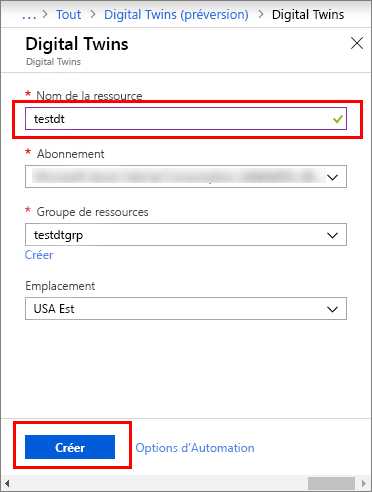 ... > Tout > Digital Twins (préversion) > Digital Twins
Digital Twins
Digital Twins
* Nom de la ressource
testdt
* Abonnement
* Groupe de ressources
testdtgrp
Créer
Emplacement
USA Est
Créer Options d'Automation